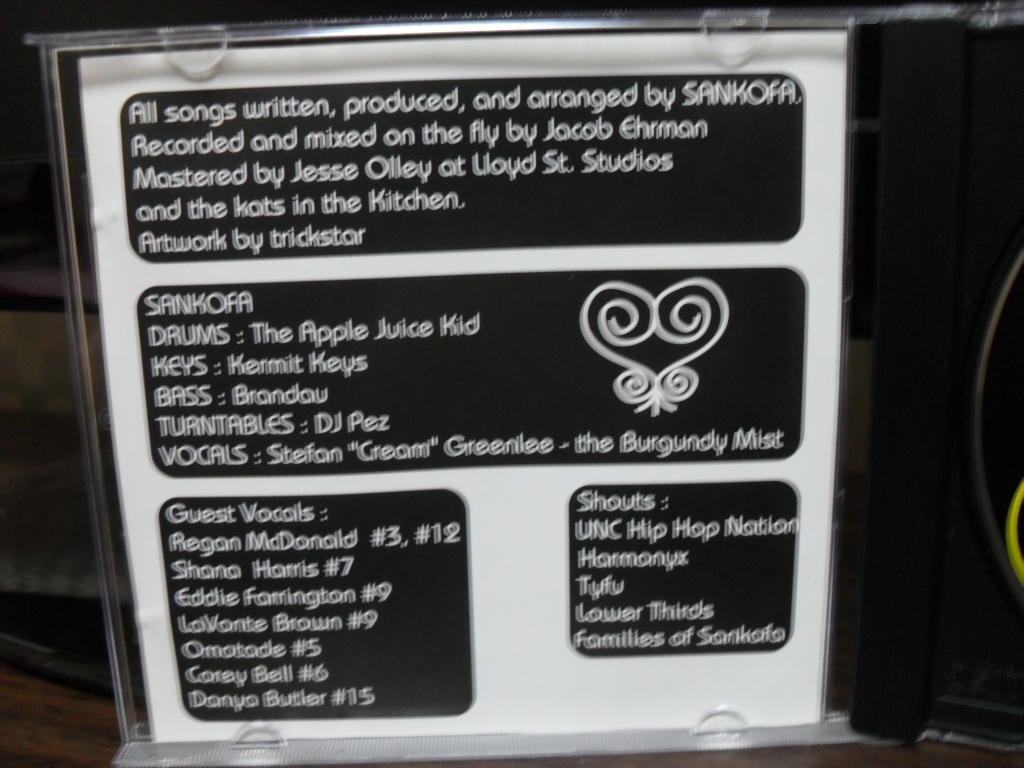 All songs written, produced, and arranged by SANKOFA.
Recorded and mixed on the fly by Jacob Ehrman
Mastered by Jesse Olley at Lloyd St. Studios
and the kats in the Kitchen.
Artwork by trickstar
SANKOFA
DRUMS : The Apple Juice Kid
KEYS : Kermit Keys
BASS : Brandau
TURNTABLES : DJ Pez
VOCALS : Stefan "Cream" Greenlee - the Burgundy Mist
Guest Vocals :
Regan McDonald #3, #12
Shana Harris #7
Eddie Farrington #9
LaVonte Brown #9
Omotade #5
Corey Bell #6
Danya Butler #15
Shouts :
UNC Hip Hop Nation
Harmonyx
Tyfu
Lower Thirds
Families of Sankofa